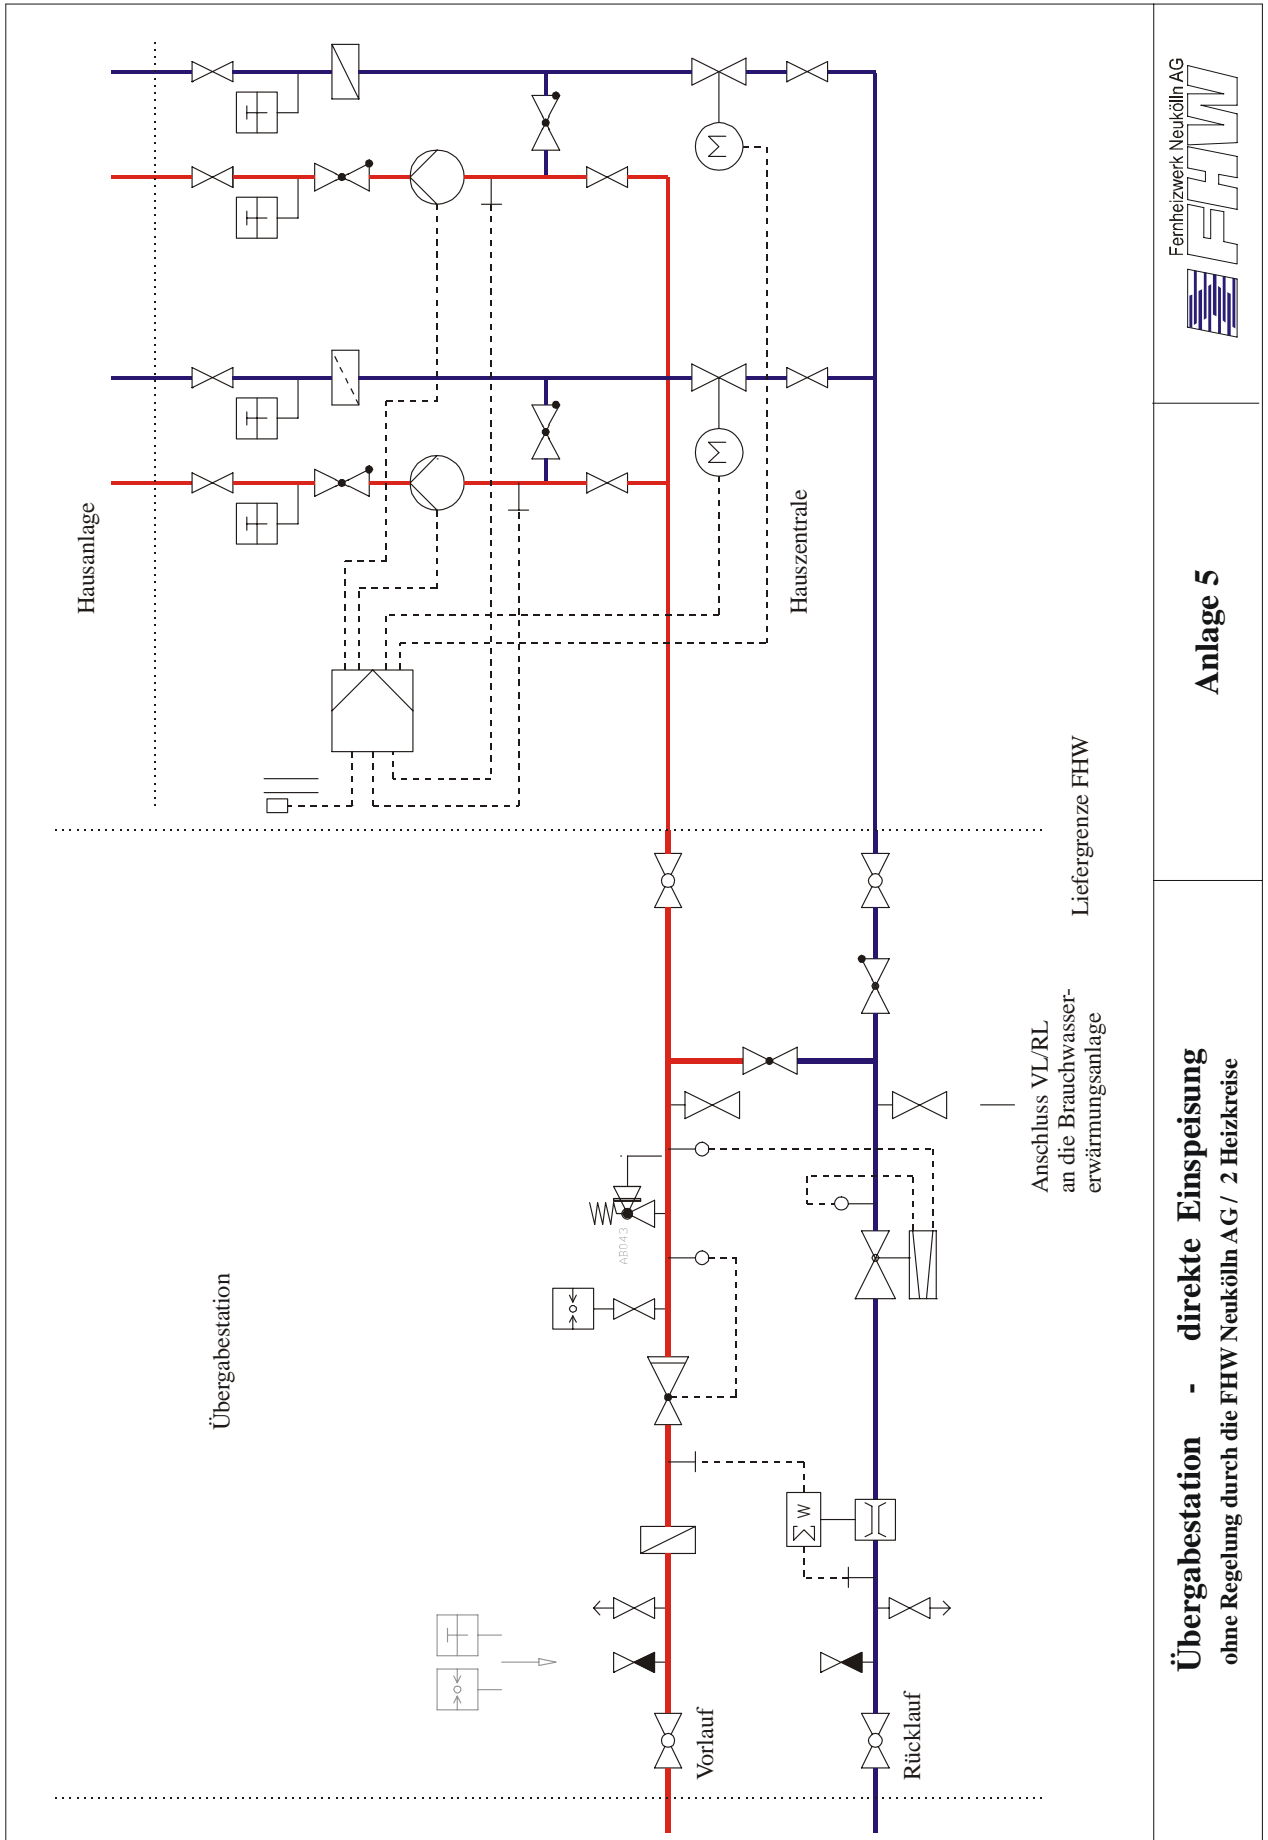 Hausanlage
Hauszentrale
Übergabestation
Liefergrenze FHW
Anschluss VL/RL
an die Brauchwasser-
erwärmungsanlage
AB043
M
M
W
Vorlauf
Rücklauf
Übergabestation - direkte Einspeisung
ohne Regelung durch die FHW Neukölln AG / 2 Heizkreise
Anlage 5
Fernheizwerk Neukölln AG
FHW